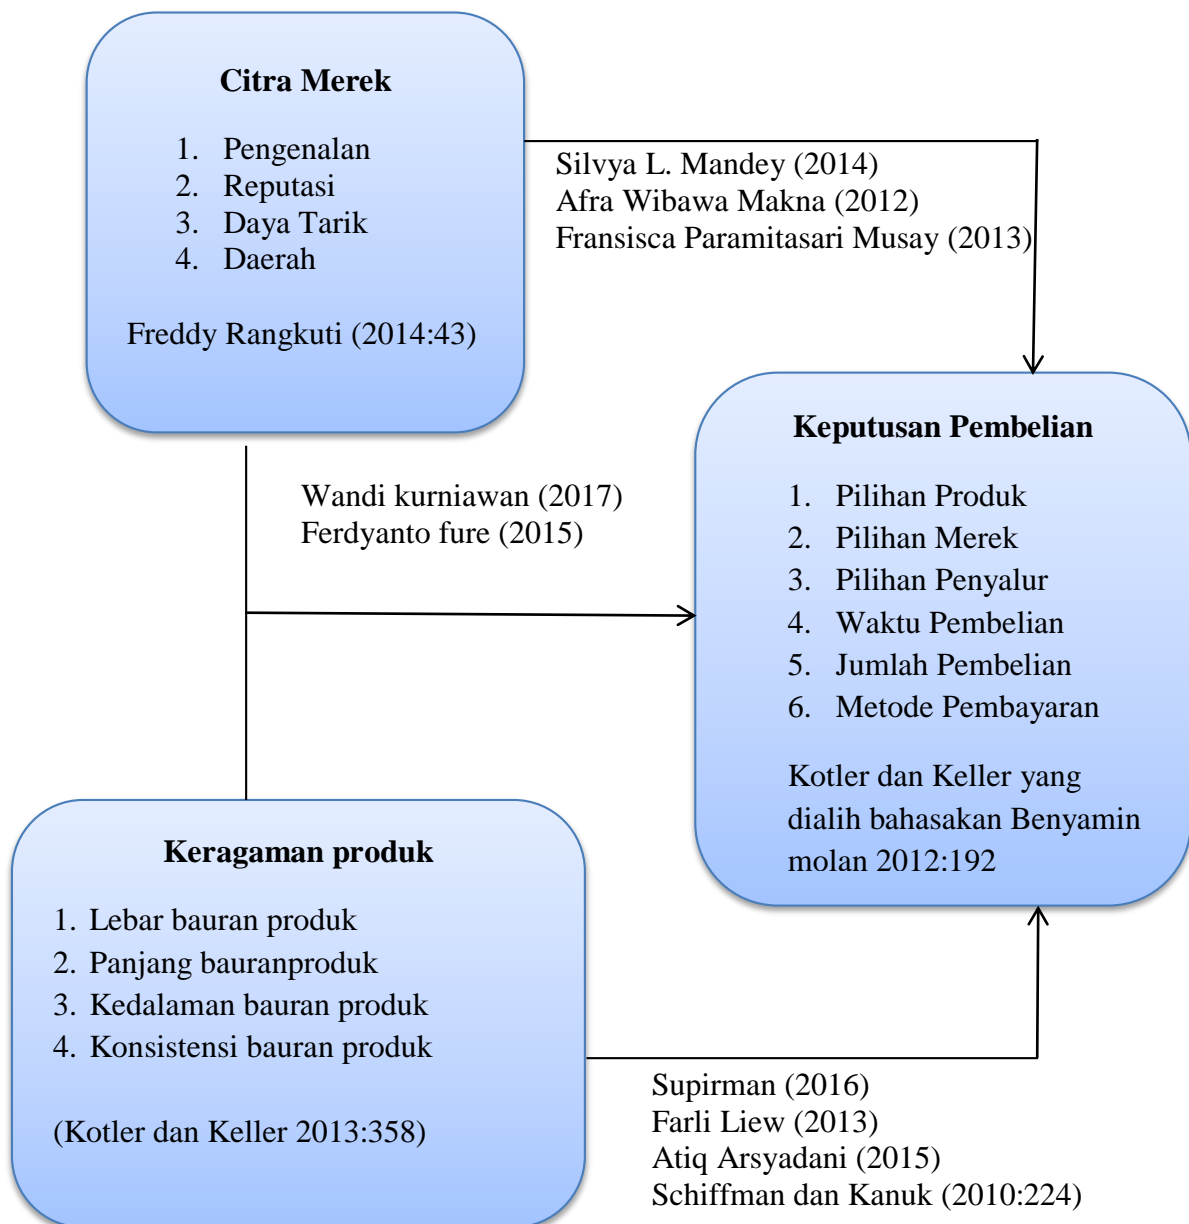 Citra Merek
1. Pengenalan
2. Reputasi
3. Daya Tarik
4. Daerah
Freddy Rangkuti (2014:43)
Silvya L. Mandey (2014)
Afra Wibawa Makna (2012)
Fransisca Paramitasari Musay (2013)
Wandi kurniawan (2017)
Ferdyanto fure (2015)
Keputusan Pembelian
1. Pilihan Produk
2. Pilihan Merek
3. Pilihan Penyalur
4. Waktu Pembelian
5. Jumlah Pembelian
6. Metode Pembayaran
Kotler dan Keller yang
dialih bahasakan Benyamin
molan 2012:192
Keragaman produk
1. Lebar bauran produk
2. Panjang bauranproduk
3. Kedalaman bauran produk
4. Konsistensi bauran produk
(Kotler dan Keller 2013:358)
Supirman (2016)
Farli Liew (2013)
Atiq Arsyadani (2015)
Schiffman dan Kanuk (2010:224)